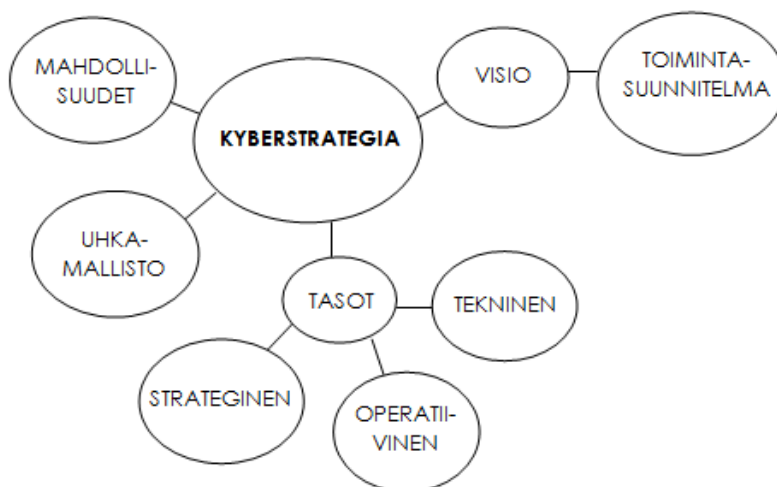 MAHDOLLI-
SUUDET
KYBERSTRATEGIA
VISIO
TOIMINTA-
SUUNNITELMA
UHKA-
MALLISTO
TASOT
TEKNINEN
STRATEGINEN
OPERATII-
VINEN